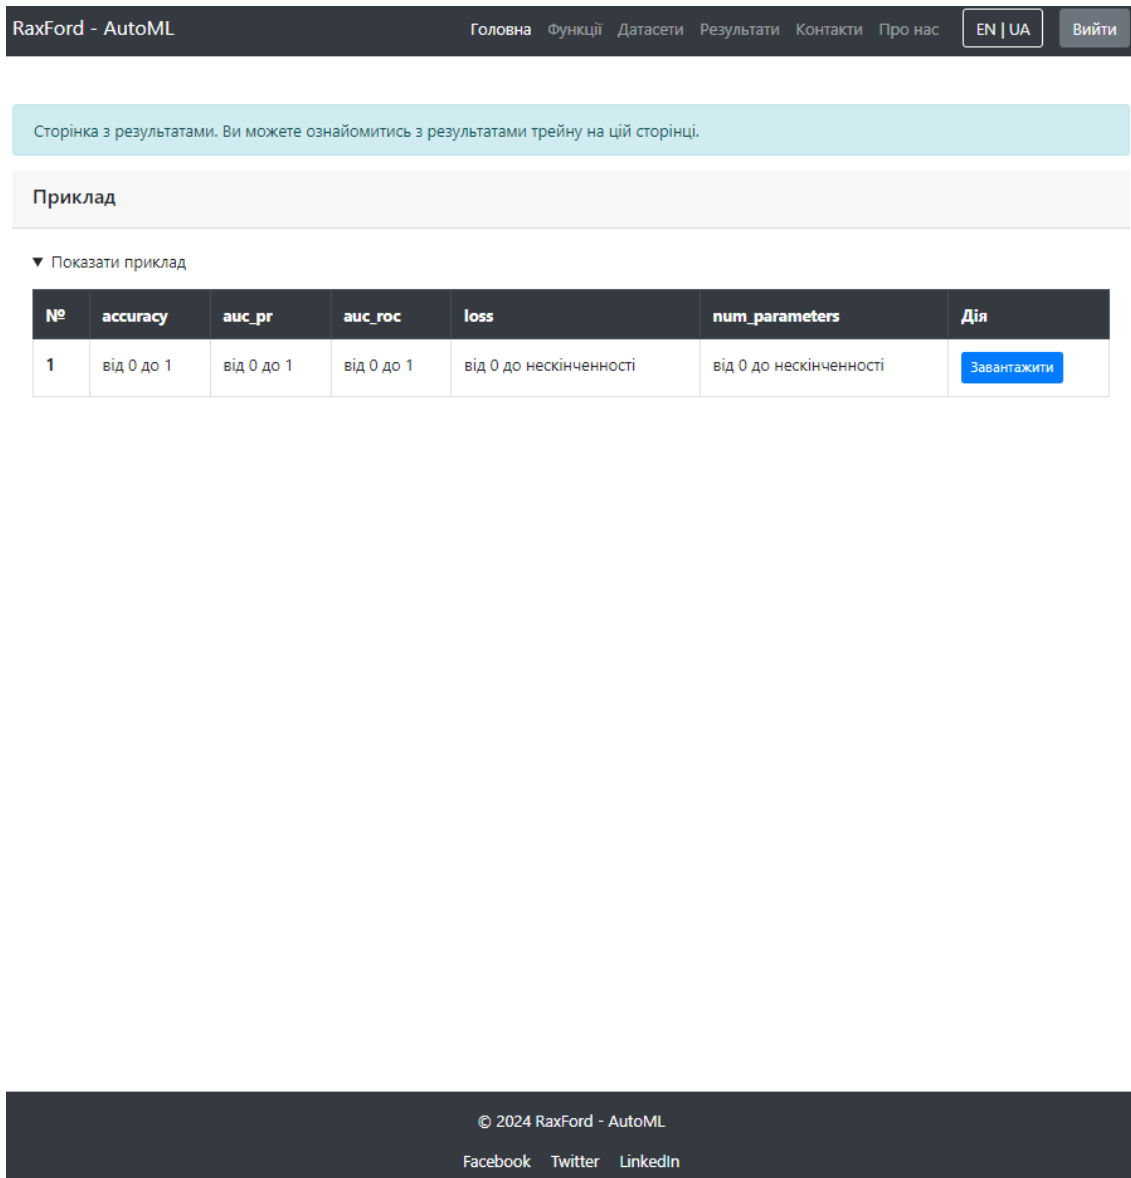 RaxFord - AutoML Головна Функції Датасети Результати Контакти Про нас EN | UA Вийти
Сторінка з результатами. Ви можете ознайомитись з результатами трейну на цій сторінці.
Приклад
▼ Показати приклад
№ accuracy auc_pr auc_roc loss num_parameters Дія
1 від 0 до 1 від 0 до 1 від 0 до 1 від 0 до нескінченності від 0 до нескінченності Завантажити
© 2024 RaxFord - AutoML
Facebook Twitter LinkedIn